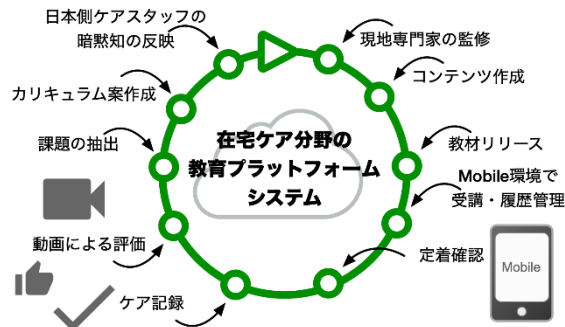 日本側ケアスタッフの
暗黙知の反映
現地専門家の監修
カリキュラム案作成
コンテンツ作成
課題の抽出
在宅ケア分野の
教育プラットフォーム
システム
教材リリース
Mobile環境で
受講・履歴管理
動画による評価
定着確認
Mobile
ケア記録